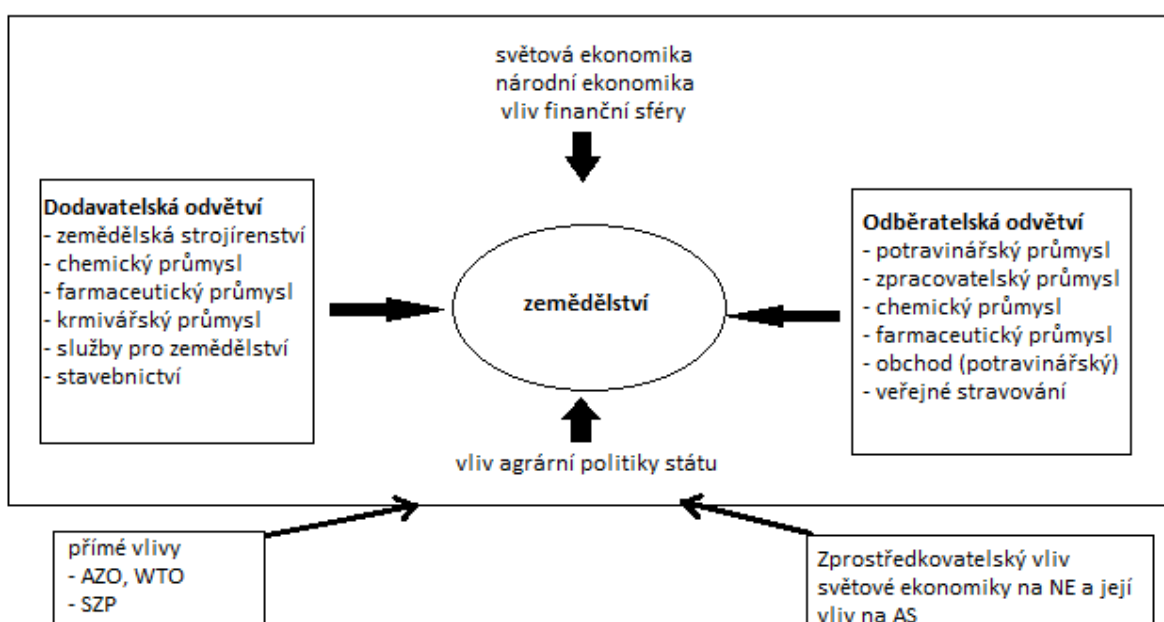 světová ekonomika
národní ekonomika
vliv finanční sféry
Dodavatelská odvětví
- zemědělská strojírenství
- chemický průmysl
- farmaceutický průmysl
- krmivářský průmysl
- služby pro zemědělství
- stavebnictví
zemědělství
Odběratelská odvětví
- potravinářský průmysl
- zpracovatelský průmysl
- chemický průmysl
- farmaceutický průmysl
- obchod (potravinářský)
- veřejné stravování
vliv agrární politiky státu
přímé vlivy
- AZO, WTO
- SZP
Zprostředkovatelský vliv
světové ekonomiky na NE a její
vliv na AS